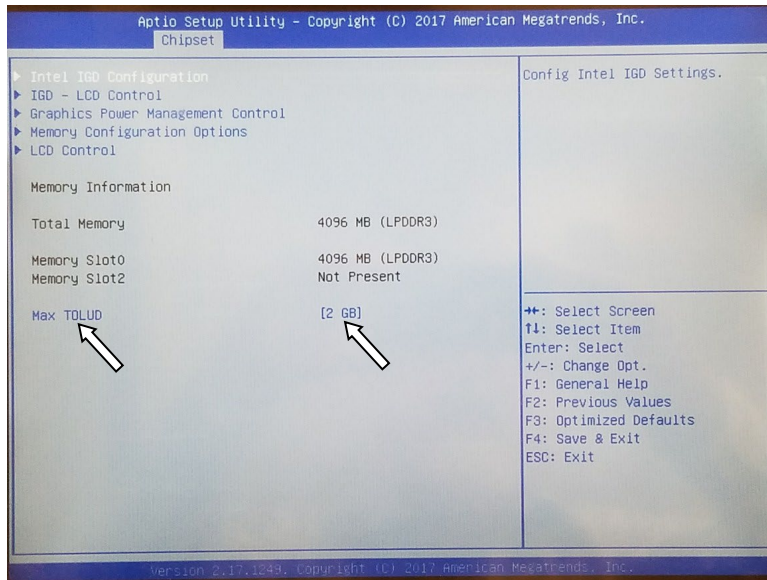 Aptio Setup Utility – Copyright (C) 2017 American Megatrends, Inc.
Chipset
Intel IGD Configuration
IGD – LCD Control
Graphics Power Management Control
Memory Configuration Options
LCD Control
Memory Information
Total Memory 4096 MB (LPDDR3)
Memory Slot0 4096 MB (LPDDR3)
Memory Slot2 Not Present
Max TOLUD [2 GB]
Config Intel IGD Settings.
→←: Select Screen
↑↓: Select Item
Enter: Select
+/-: Change Opt.
F1: General Help
F2: Previous Values
F3: Optimized Defaults
F4: Save & Exit
ESC: Exit
Version 2.17.1249. Copyright (C) 2017 American Megatrends, Inc.